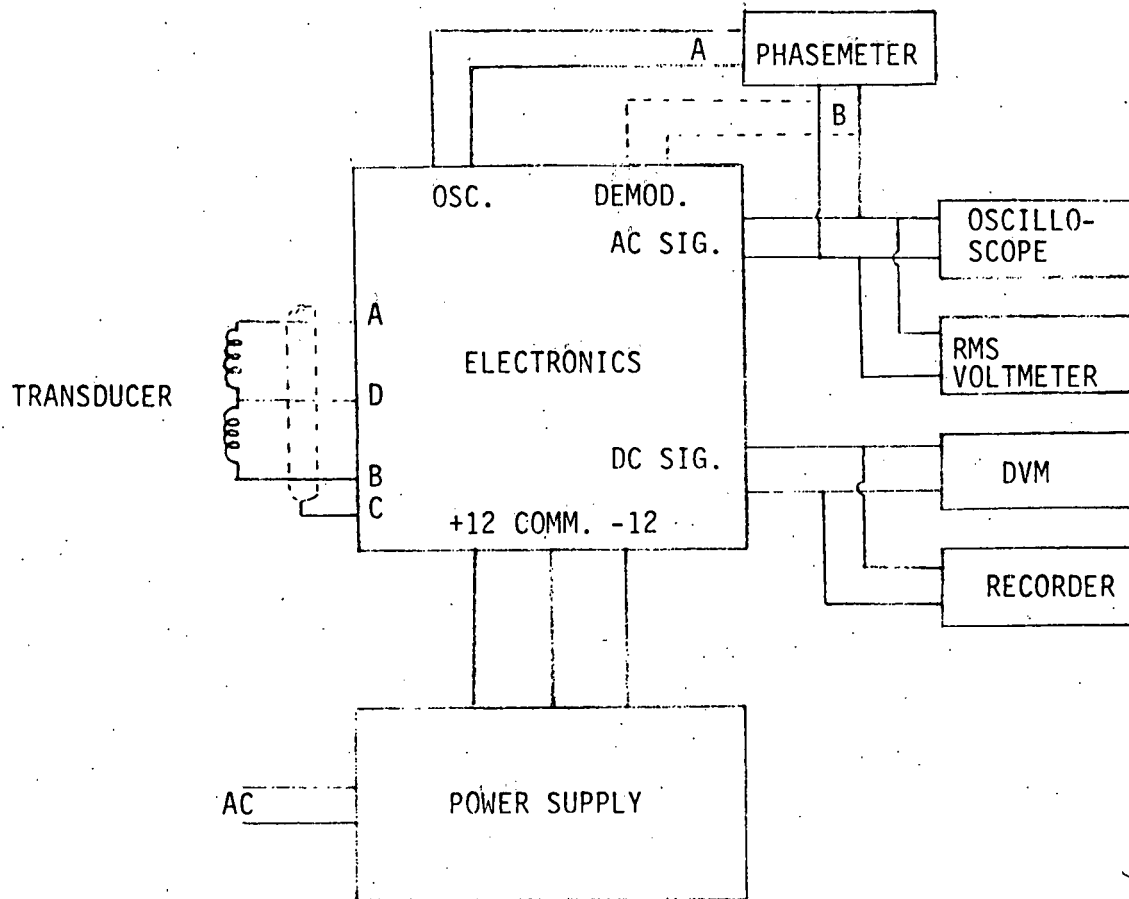 A
PHASEMETER
B
OSC.
DEMOD.
AC SIG.
OSCILLO-
SCOPE
A
ELECTRONICS
RMS
VOLTMETER
TRANSDUCER
D
DC SIG.
DVM
B
C
+12 COMM. -12
RECORDER
AC
POWER SUPPLY